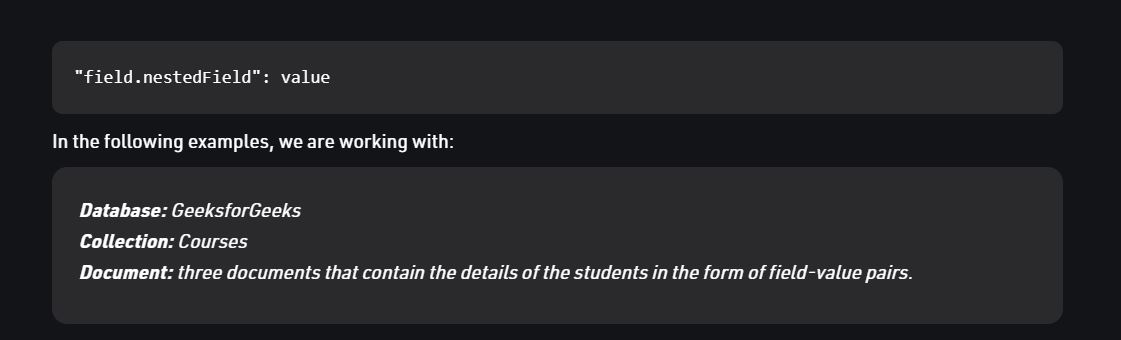 "field.nestedField": value
In the following examples, we are working with:
Database: GeeksforGeeks
Collection: Courses
Document: three documents that contain the details of the students in the form of field-value pairs.